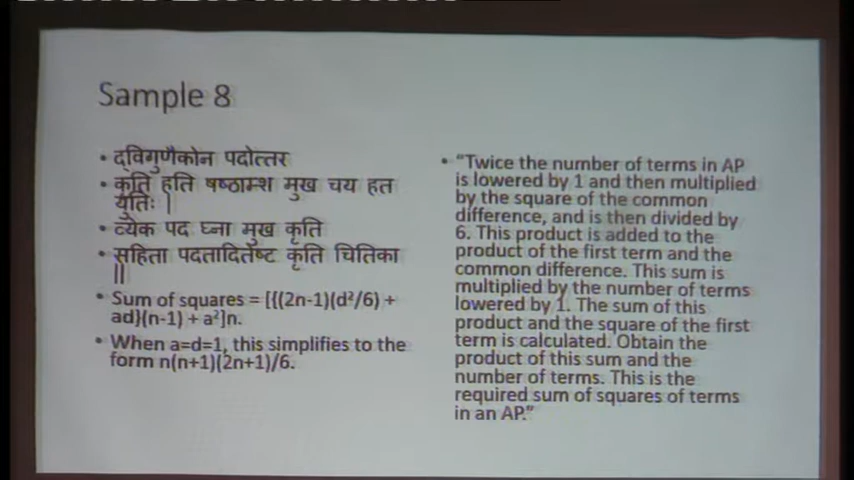 Sample 8
• द्विगुणैकोन पदोत्तर
• कृति हति षष्ठाम्श मुख चय हत
युतिः |
• व्येक पद घ्ना मुख कृति
• सहिता पदतादितेष्ट कृति चितिका
||
• Sum of squares = [{(2n-1)(d²/6) +
ad}(n-1) + a²]n.
• When a=d=1, this simplifies to the
form n(n+1)(2n+1)/6.
• “Twice the number of terms in AP
is lowered by 1 and then multiplied
by the square of the common
difference, and is then divided by
6. This product is added to the
product of the first term and the
common difference. This sum is
multiplied by the number of terms
lowered by 1. The sum of this
product and the square of the first
term is calculated. Obtain the
product of this sum and the
number of terms. This is the
required sum of squares of terms
in an AP.”